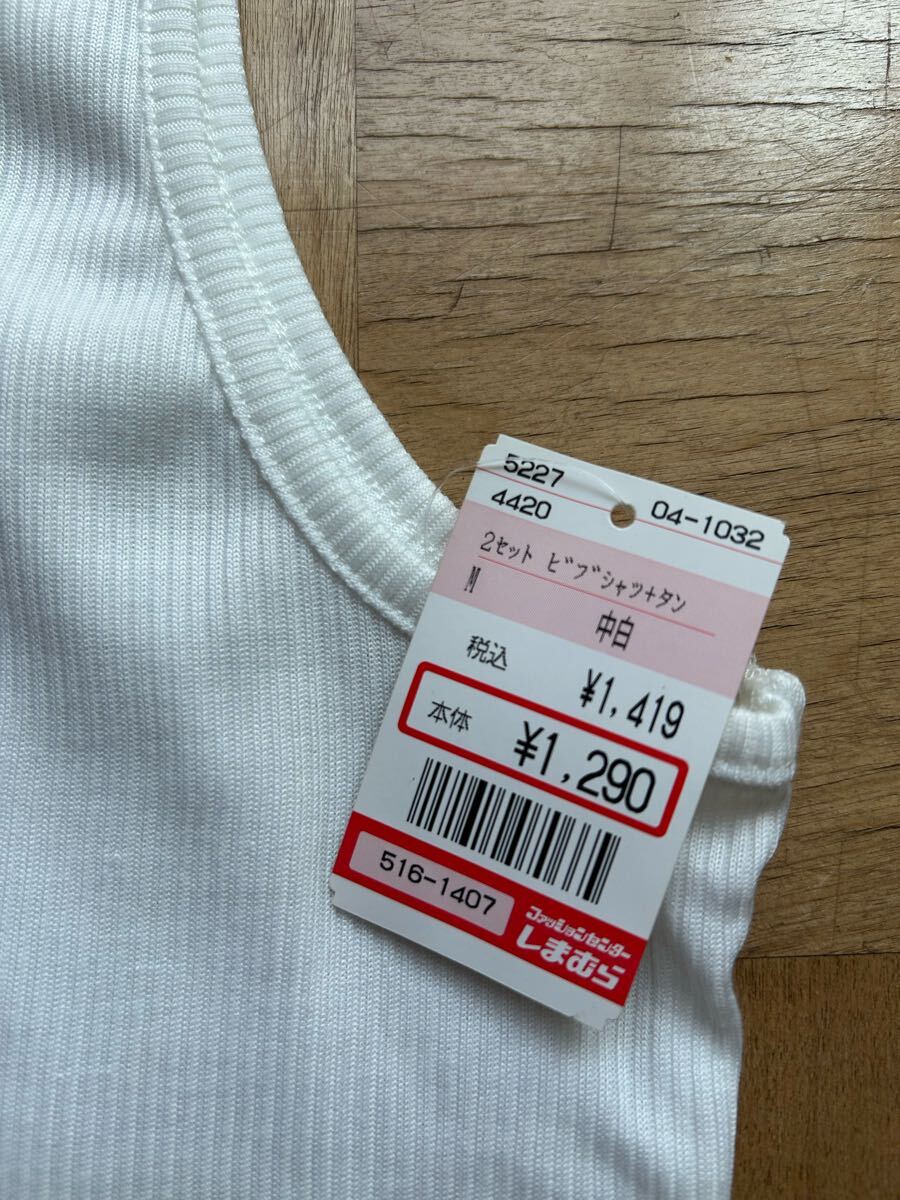 5227
4420
04-1032
2セット ビブシャツ+タン
M
中白
税込
¥1,419
本体
¥1,290
516-1407
ファッションセンター
しまむら